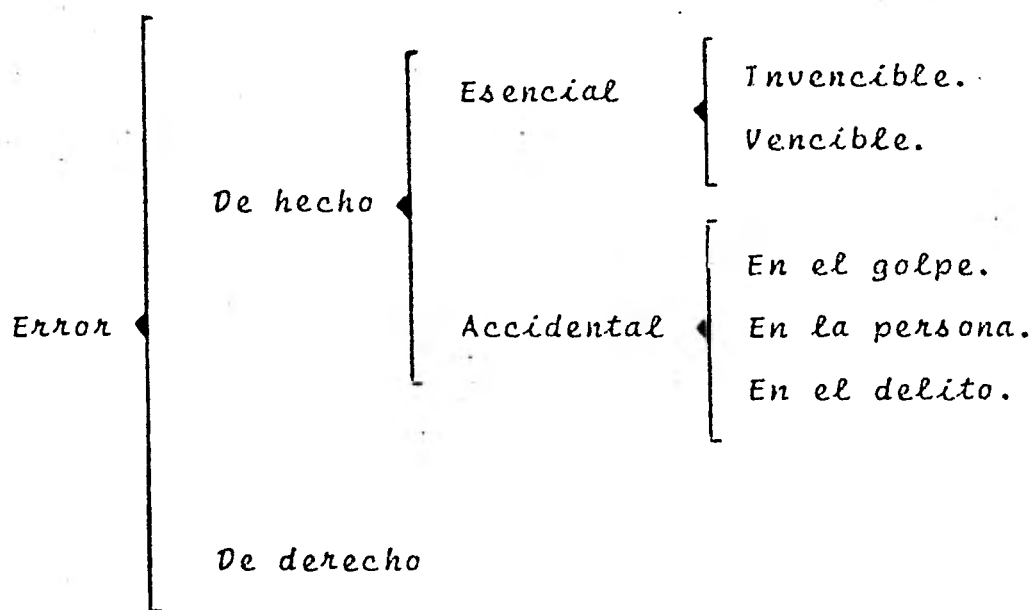 Esencial
Invencible.
Vencible.
De hecho
En el golpe.
Error
Accidental
En la persona.
En el delito.
De derecho